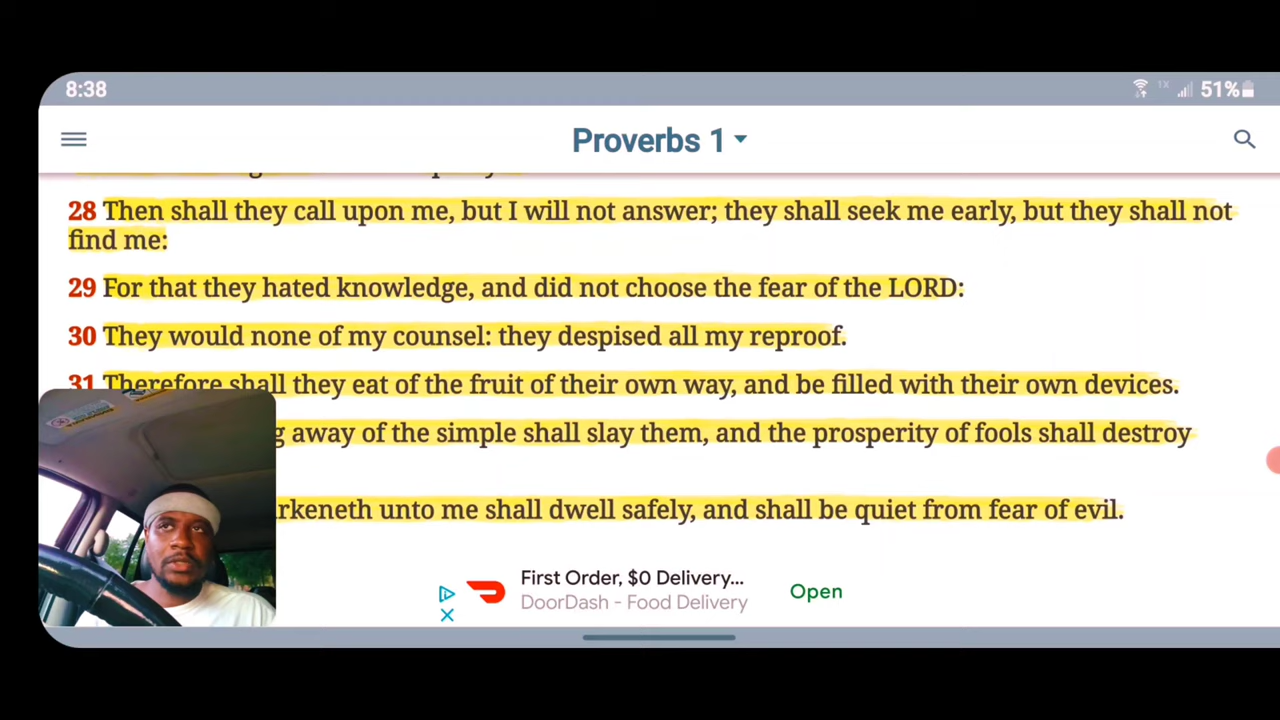 8:38
1X
51%
Proverbs 1
28 Then shall they call upon me, but I will not answer; they shall seek me early, but they shall not
find me:
29 For that they hated knowledge, and did not choose the fear of the LORD:
30 They would none of my counsel: they despised all my reproof.
31 Therefore shall they eat of the fruit of their own way, and be filled with their own devices.
away of the simple shall slay them, and the prosperity of fools shall destroy
unto me shall dwell safely, and shall be quiet from fear of evil.
First Order, $0 Delivery...
DoorDash - Food Delivery
Open